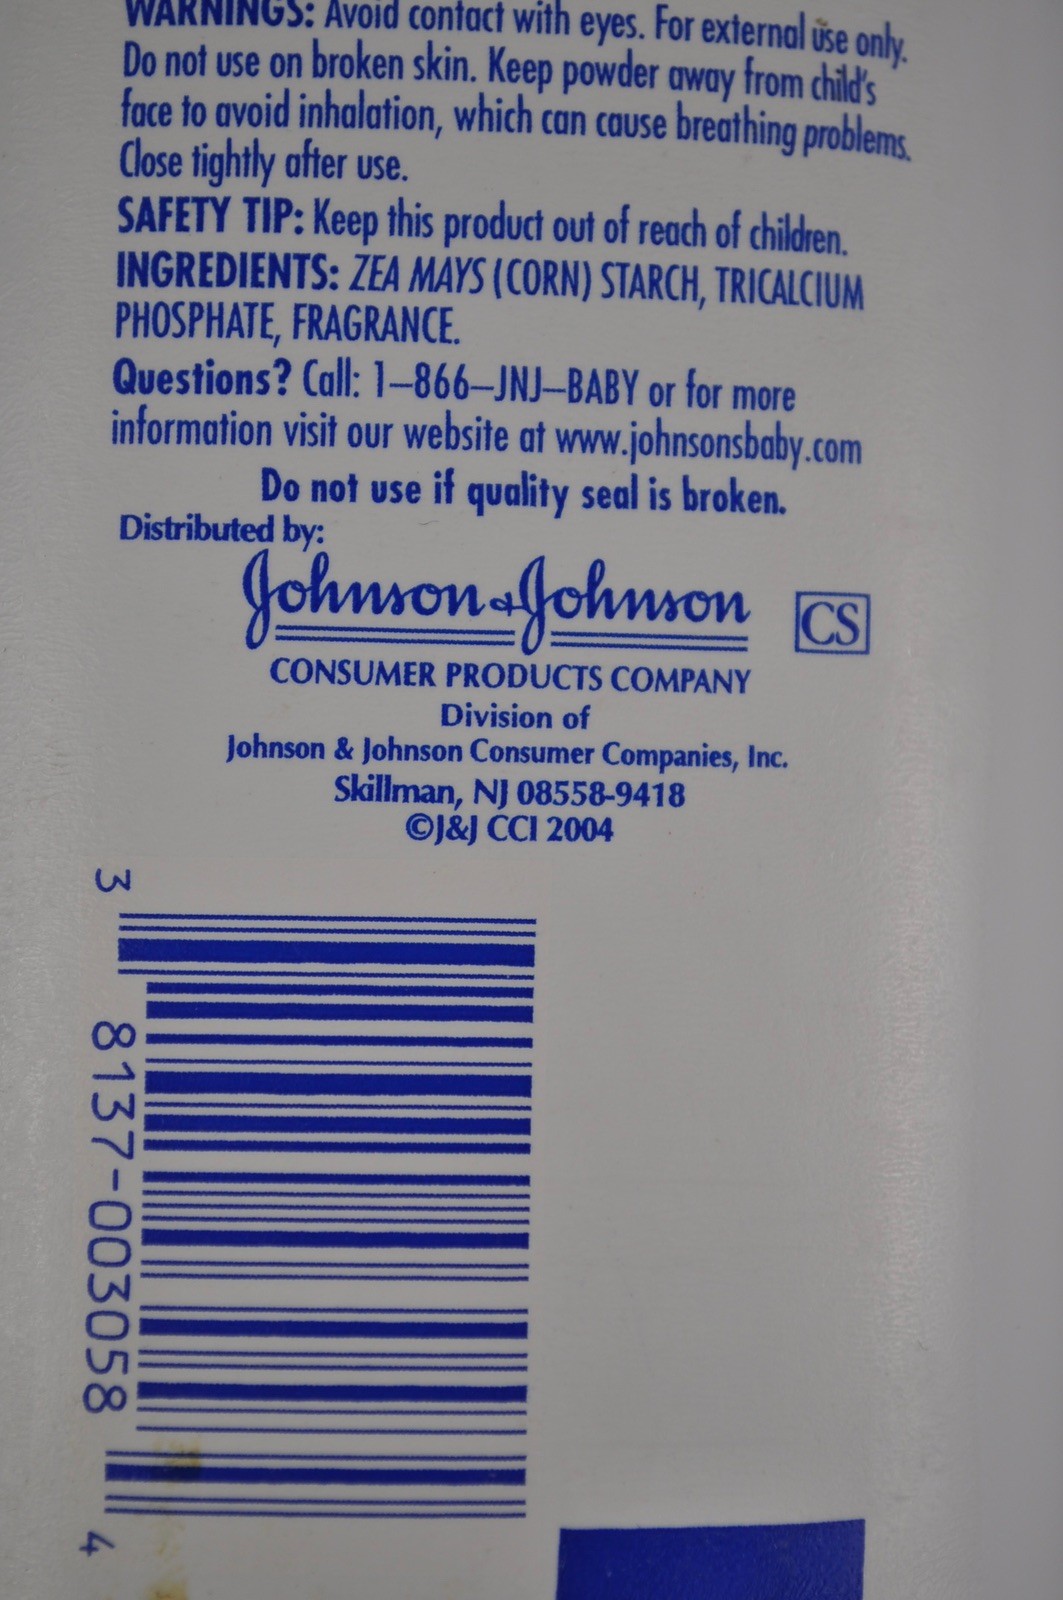 WARNINGS: Avoid contact with eyes. For external use only.
Do not use on broken skin. Keep powder away from child's
face to avoid inhalation, which can cause breathing problems.
Close tightly after use.
SAFETY TIP: Keep this product out of reach of children.
INGREDIENTS: ZEA MAYS (CORN) STARCH, TRICALCIUM
PHOSPHATE, FRAGRANCE.
Questions? Call: 1–866–JNJ–BABY or for more
information visit our website at www.johnsonsbaby.com
Do not use if quality seal is broken.
Distributed by:
Johnson & Johnson
CS
CONSUMER PRODUCTS COMPANY
Division of
Johnson & Johnson Consumer Companies, Inc.
Skillman, NJ 08558-9418
©J&J CCI 2004
3 8137-003058 4